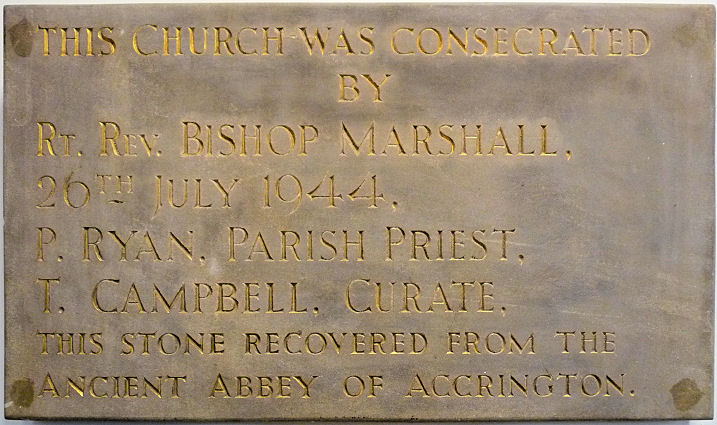 THIS CHURCH WAS CONSECRATED
BY
RT. REV. BISHOP MARSHALL,
26TH JULY 1944,
P. RYAN, PARISH PRIEST,
T. CAMPBELL, CURATE,
THIS STONE RECOVERED FROM THE
ANCIENT ABBEY OF ACCRINGTON.